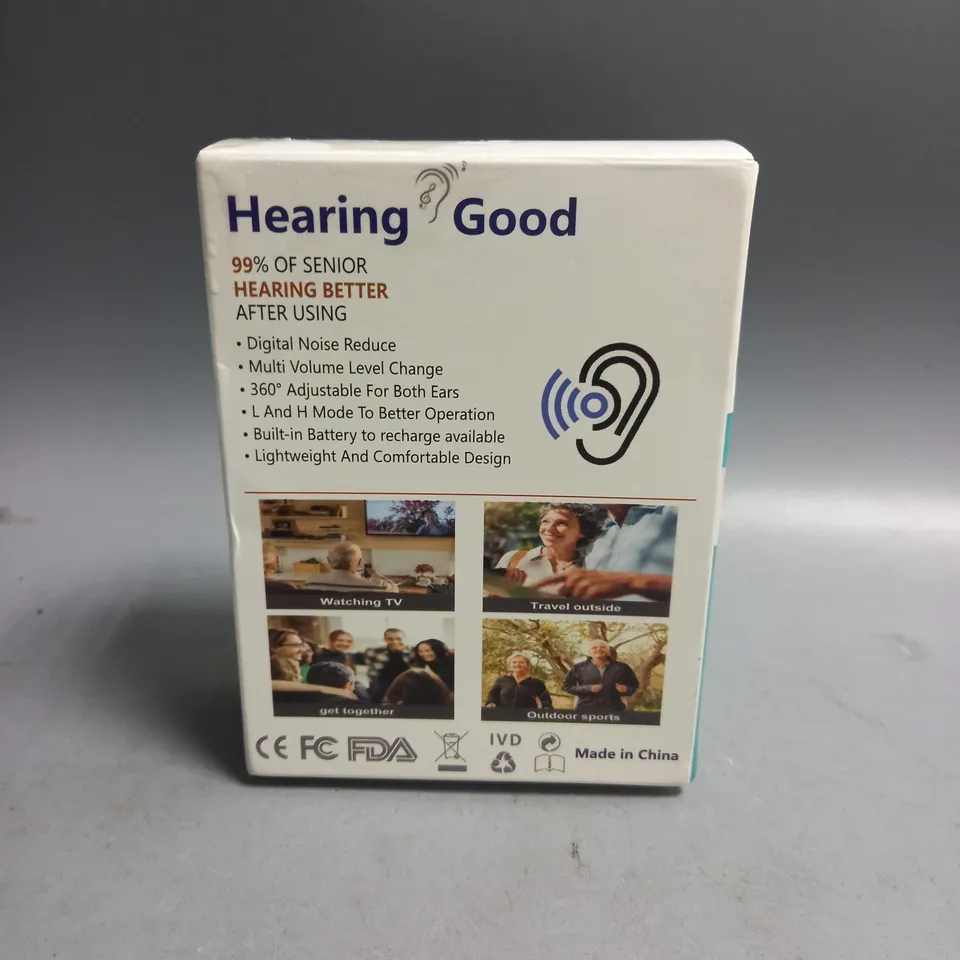 Hearing Good
99% OF SENIOR
HEARING BETTER
AFTER USING
• Digital Noise Reduce
• Multi Volume Level Change
• 360° Adjustable For Both Ears
• L And H Mode To Better Operation
• Built-in Battery to recharge available
• Lightweight And Comfortable Design
Watching TV
Travel outside
get together
Outdoor sports
CE FC FDA IVD Made in China